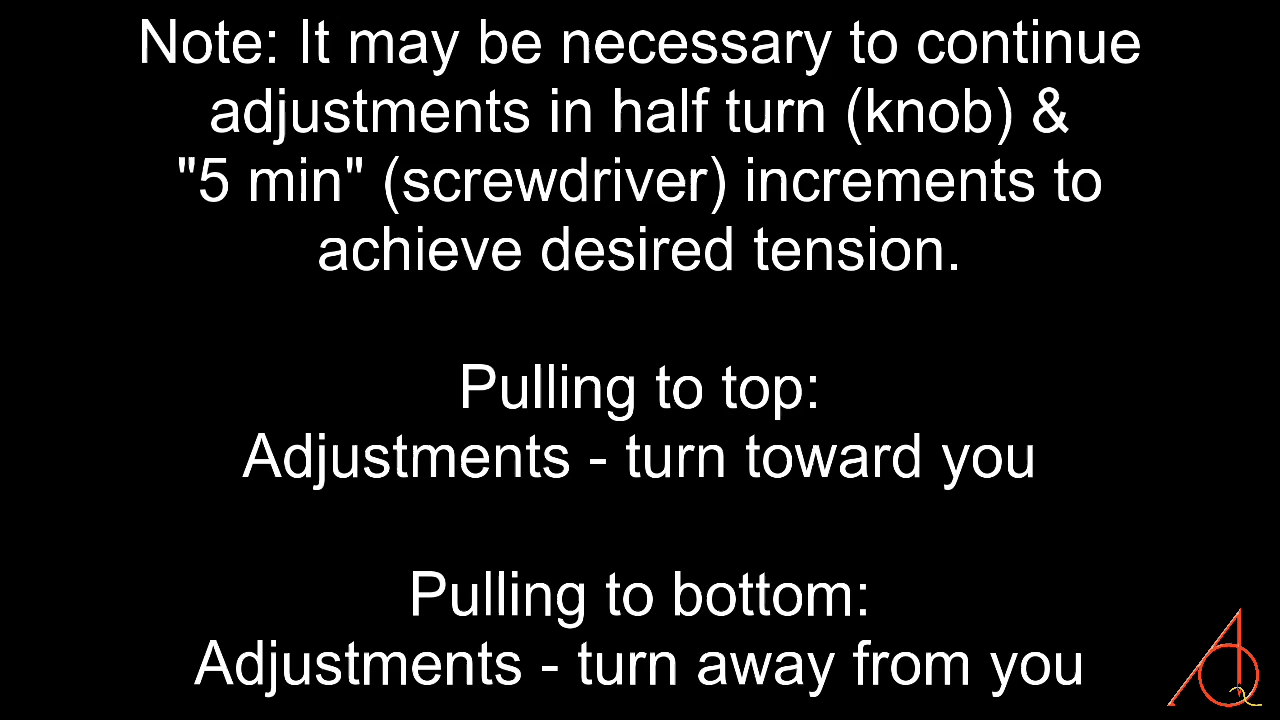 Note: It may be necessary to continue
adjustments in half turn (knob) &
"5 min" (screwdriver) increments to
achieve desired tension.
Pulling to top:
Adjustments - turn toward you
Pulling to bottom:
Adjustments - turn away from you
AQ